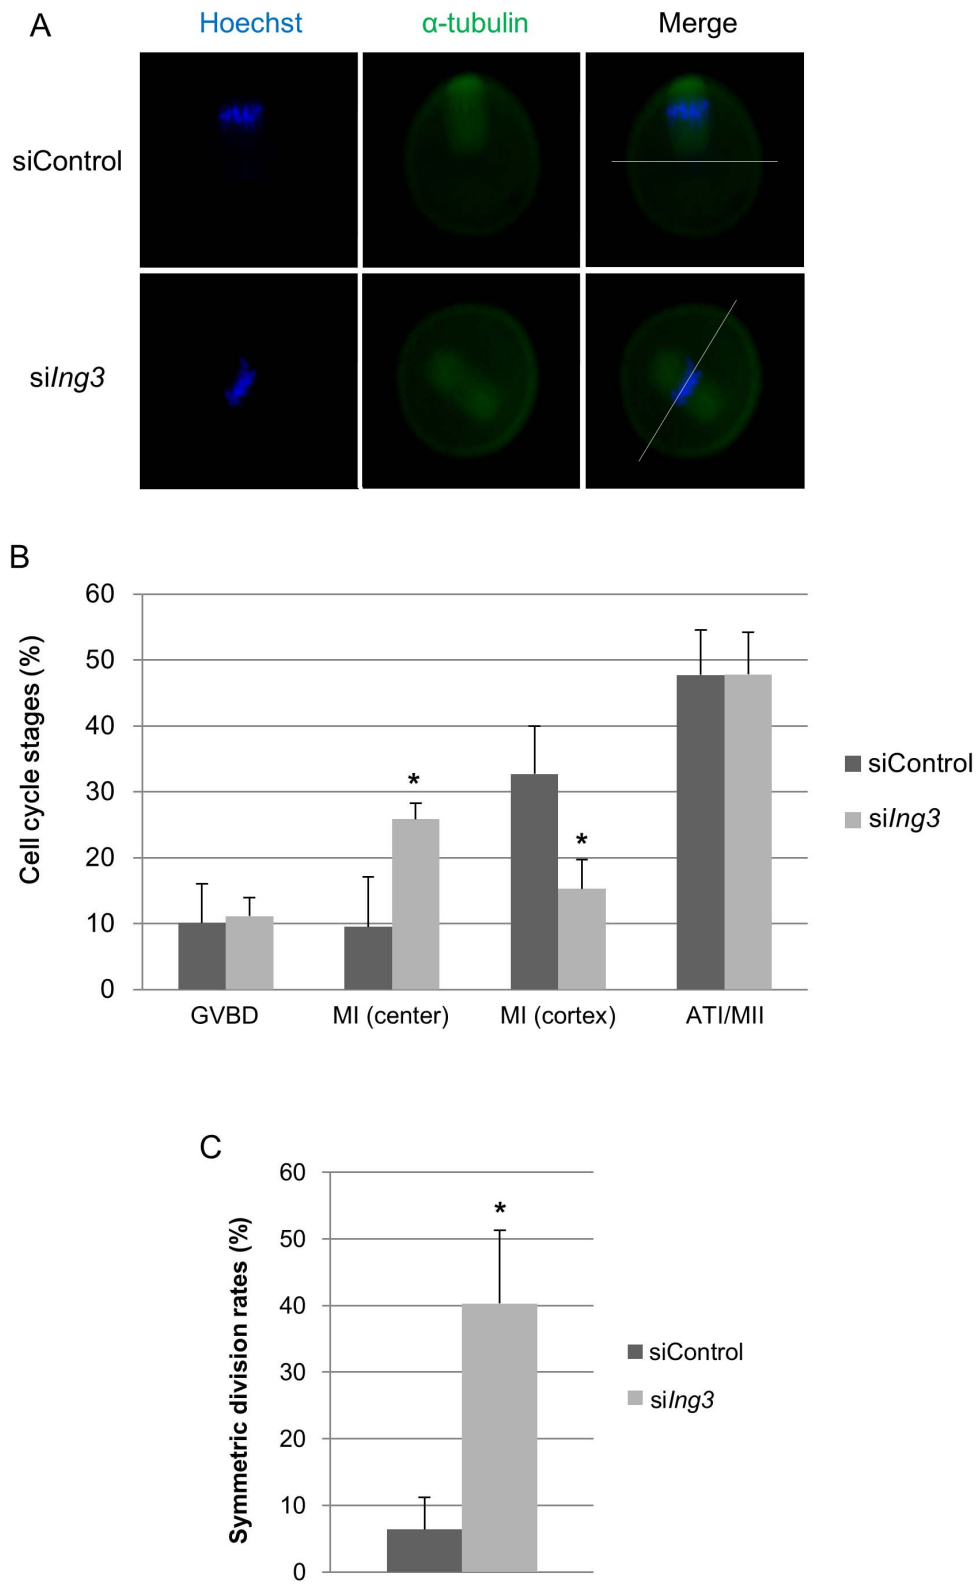 A
Hoechst α-tubulin Merge
siControl
siIng3
B
Cell cycle stages (%)
60
50
40
30
20
10
0
*
*
GVBD MI (center) MI (cortex) ATI/MII
siControl
siIng3
C
Symmetric division rates (%)
60
50
40
30
20
10
0
*
siControl
siIng3